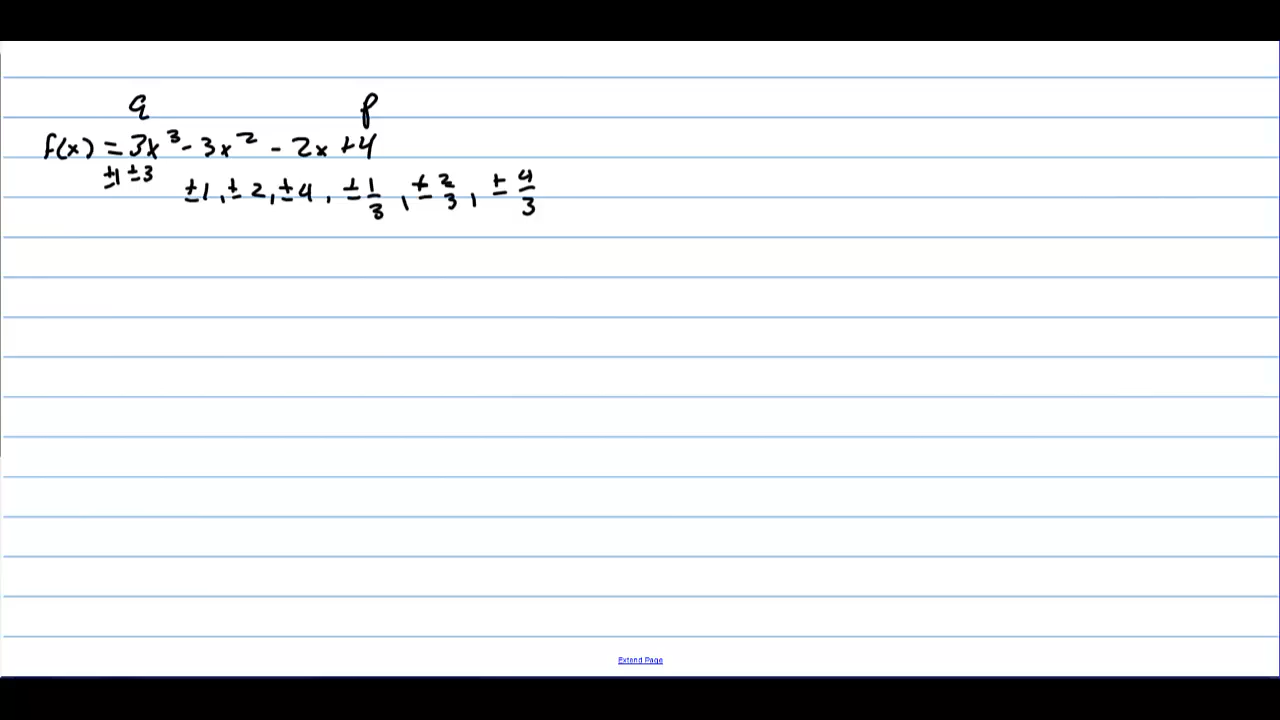 q p
f(x) = 3x³ - 3x² - 2x + 4
±1 ±3
±1, ±2, ±4, ±1/3, ±2/3, ±4/3
Extend Page